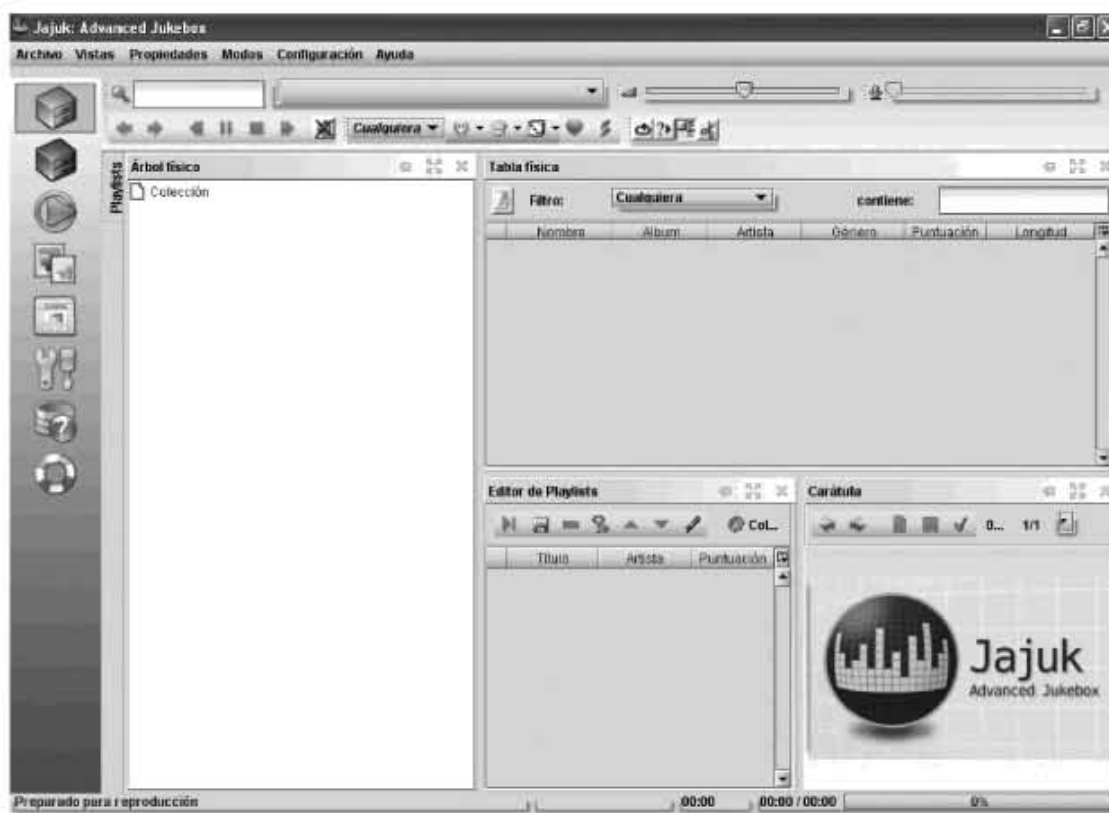 Jajuk: Advanced Jukebox
Archivo Vistas Propiedades Modos Configuración Ayuda
Cualquiera
Playlists
Árbol físico
Colección
Tabla física
Filtro: Cualquiera contiene:
Nombre Album Artista Género Puntuación Longitud
Editor de Playlists
Col...
Título Artista Puntuación
Carátula
0... 1/1
Jajuk
Advanced Jukebox
Preparado para reproducción 00:00 00:00 / 00:00 0%